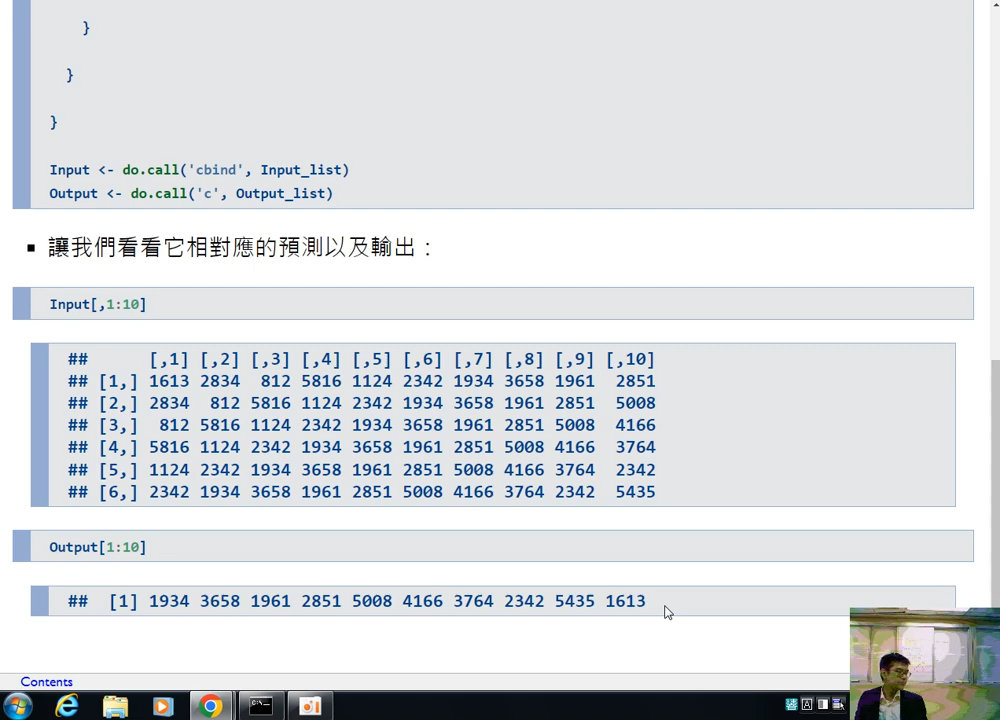 }
}
}
Input <- do.call('cbind', Input_list)
Output <- do.call('c', Output_list)
▪ 讓我們看看它相對應的預測以及輸出：
Input[,1:10]
## [,1] [,2] [,3] [,4] [,5] [,6] [,7] [,8] [,9] [,10]
## [1,] 1613 2834 812 5816 1124 2342 1934 3658 1961 2851
## [2,] 2834 812 5816 1124 2342 1934 3658 1961 2851 5008
## [3,] 812 5816 1124 2342 1934 3658 1961 2851 5008 4166
## [4,] 5816 1124 2342 1934 3658 1961 2851 5008 4166 3764
## [5,] 1124 2342 1934 3658 1961 2851 5008 4166 3764 2342
## [6,] 2342 1934 3658 1961 2851 5008 4166 3764 2342 5435
Output[1:10]
## [1] 1934 3658 1961 2851 5008 4166 3764 2342 5435 1613
Contents